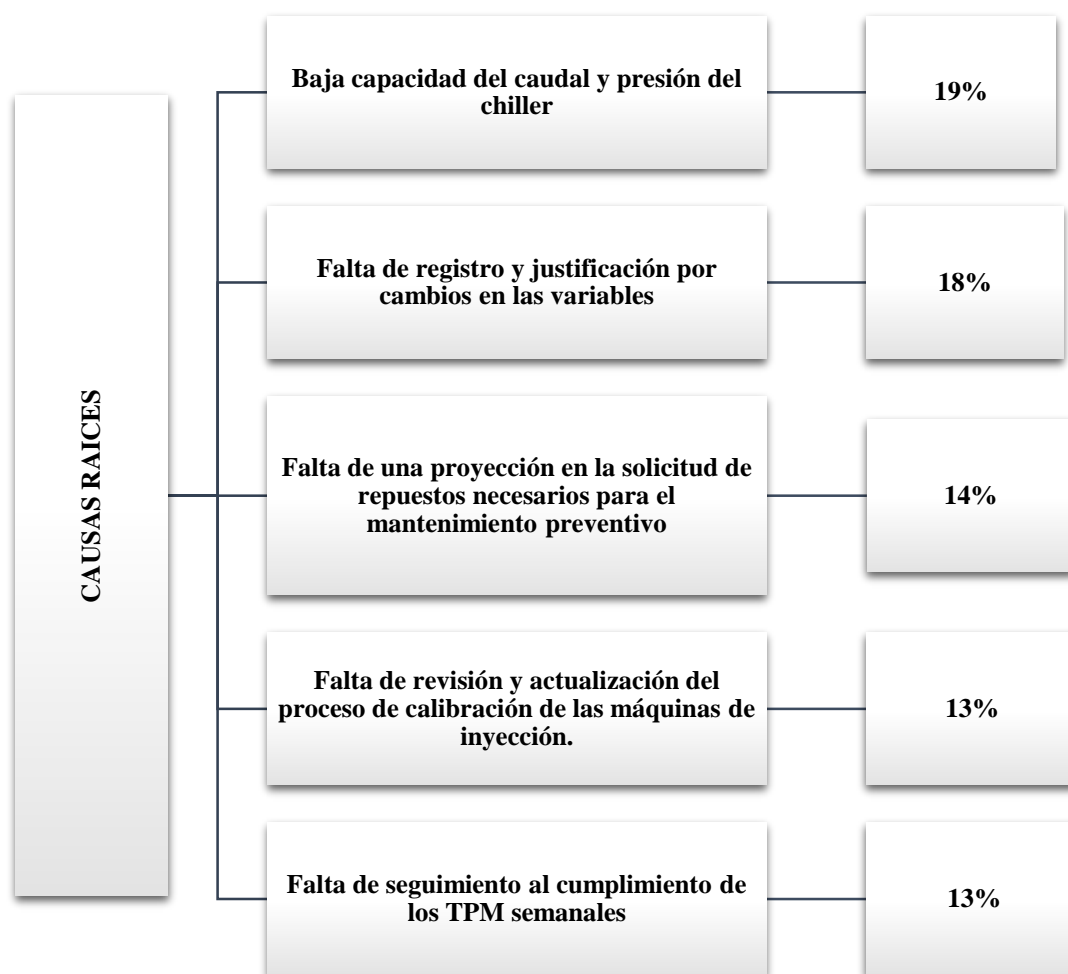 CAUSAS RAICES
Baja capacidad del caudal y presión del
chiller
19%
Falta de registro y justificación por
cambios en las variables
18%
Falta de una proyección en la solicitud de
repuestos necesarios para el
mantenimiento preventivo
14%
Falta de revisión y actualización del
proceso de calibración de las máquinas de
inyección.
13%
Falta de seguimiento al cumplimiento de
los TPM semanales
13%